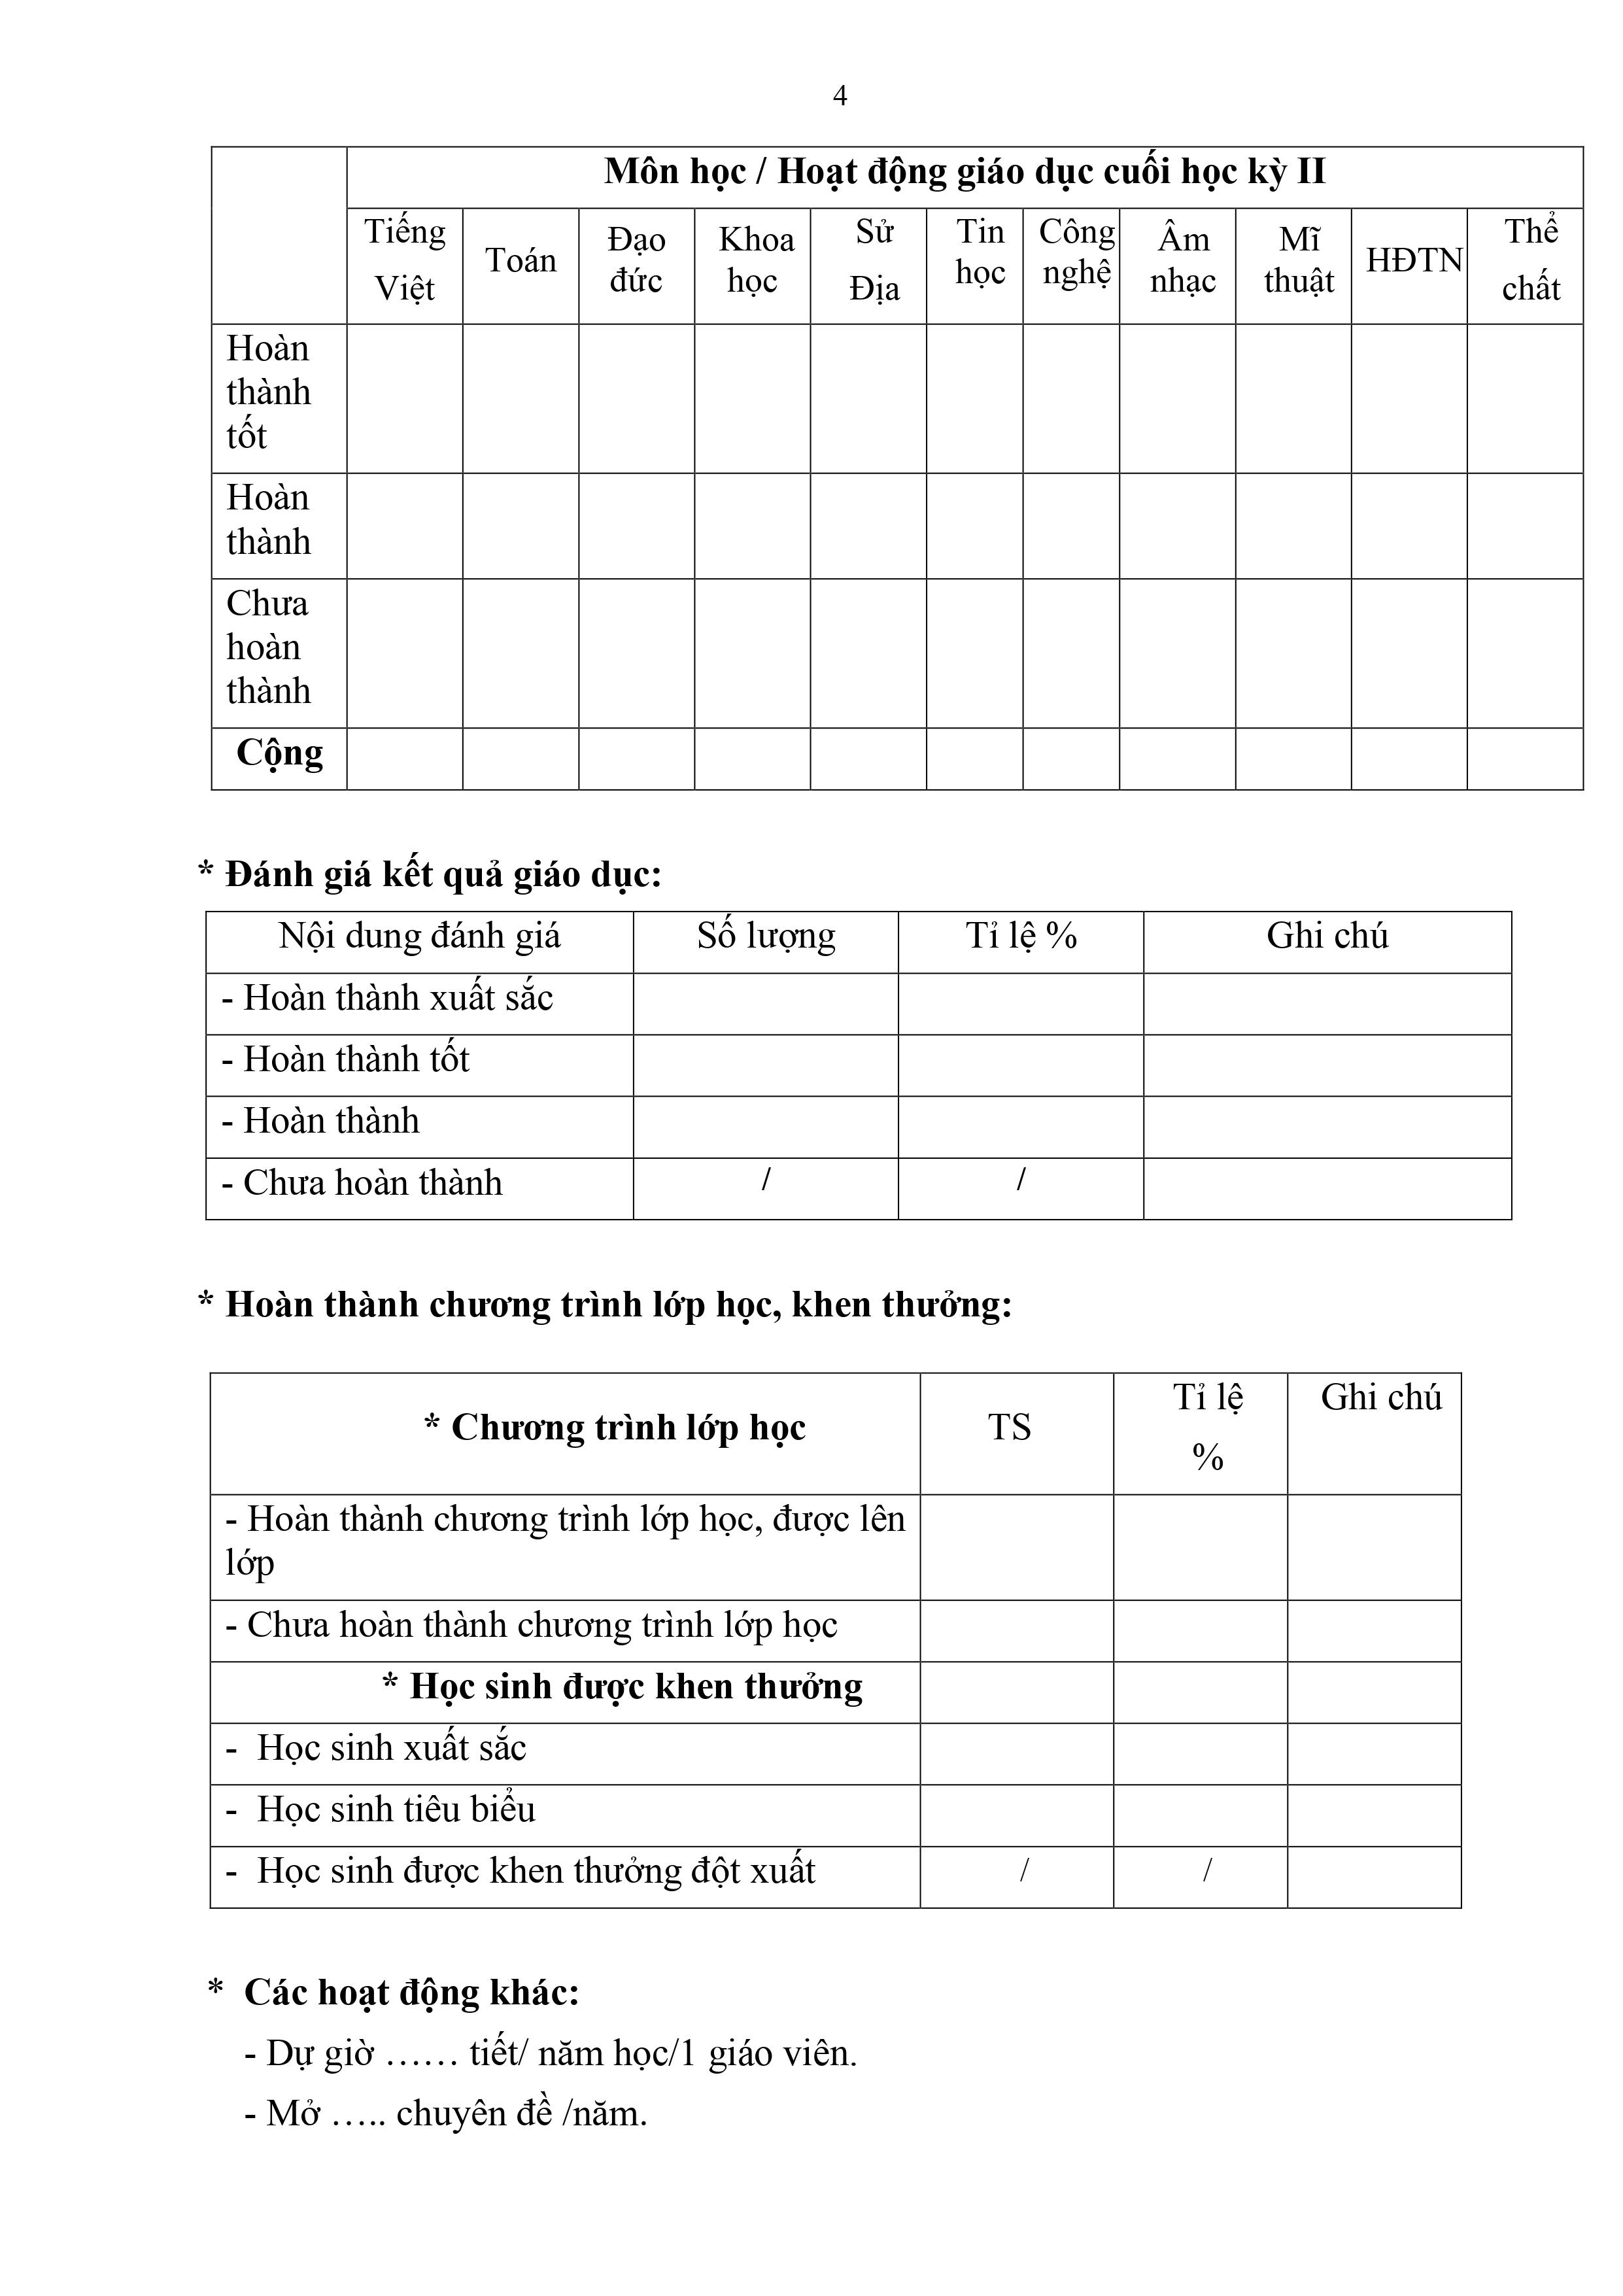 4
Môn học / Hoạt động giáo dục cuối học kỳ II
Tiếng Việt
Toán
Đạo đức
Khoa học
Sử Địa
Tin học
Công nghệ
Âm nhạc
Mĩ thuật
HĐTN
Thể chất
Hoàn
thành
tốt
Hoàn
thành
Chưa
hoàn
thành
Cộng
* Đánh giá kết quả giáo dục:
Nội dung đánh giá Số lượng Tỉ lệ % Ghi chú
- Hoàn thành xuất sắc
- Hoàn thành tốt
- Hoàn thành
- Chưa hoàn thành / /
* Hoàn thành chương trình lớp học, khen thưởng:
* Chương trình lớp học TS Tỉ lệ % Ghi chú
- Hoàn thành chương trình lớp học, được lên
lớp
- Chưa hoàn thành chương trình lớp học
* Học sinh được khen thưởng
- Học sinh xuất sắc
- Học sinh tiêu biểu
- Học sinh được khen thưởng đột xuất / /
* Các hoạt động khác:
- Dự giờ …… tiết/ năm học/1 giáo viên.
- Mở ….. chuyên đề /năm.